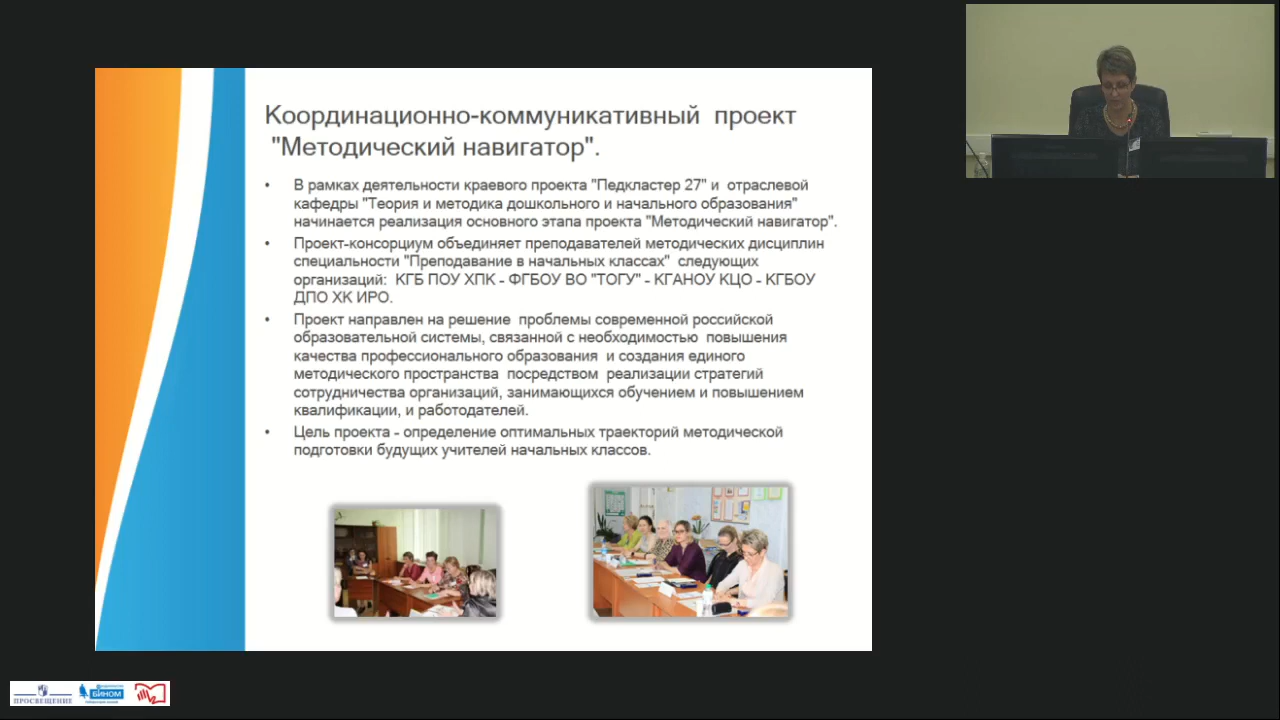 Координационно-коммуникативный проект
"Методический навигатор".
• В рамках деятельности краевого проекта "Педкластер 27" и отраслевой
кафедры "Теория и методика дошкольного и начального образования"
начинается реализация основного этапа проекта "Методический навигатор".
• Проект-консорциум объединяет преподавателей методических дисциплин
специальности "Преподавание в начальных классах" следующих
организаций: КГБ ПОУ ХПК - ФГБОУ ВО "ТОГУ" - КГАНОУ КЦО - КГБОУ
ДПО ХК ИРО.
• Проект направлен на решение проблемы современной российской
образовательной системы, связанной с необходимостью повышения
качества профессионального образования и создания единого
методического пространства посредством реализации стратегий
сотрудничества организаций, занимающихся обучением и повышением
квалификации, и работодателей.
• Цель проекта - определение оптимальных траекторий методической
подготовки будущих учителей начальных классов.
ПРОСВЕЩЕНИЕ
БИНОМ